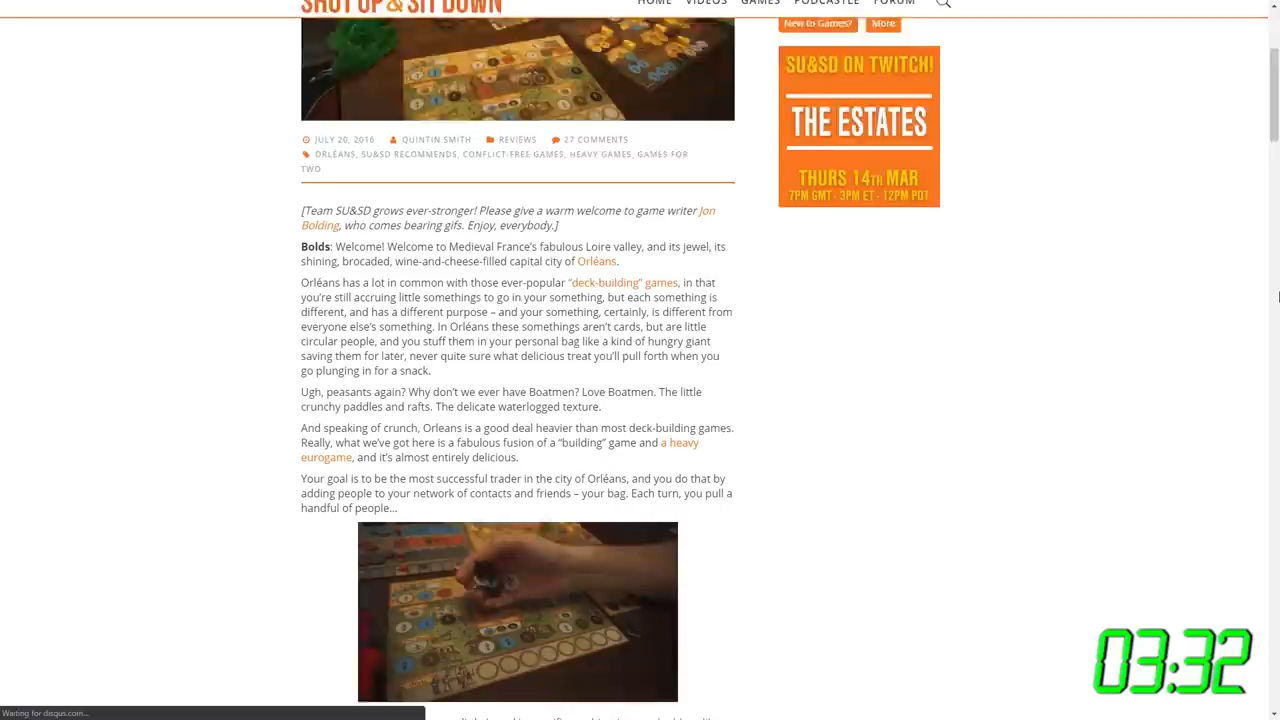 SHUT UP & SIT DOWN
HOME VIDEOS GAMES PODCASTLE FORUM
New to Games? More
SU&SD ON TWITCH!
THE ESTATES
THURS 14TH MAR
7PM GMT - 3PM ET - 12PM PDT
JULY 20, 2016 QUINTIN SMITH REVIEWS 27 COMMENTS
ORLÉANS, SU&SD RECOMMENDS, CONFLICT-FREE GAMES, HEAVY GAMES, GAMES FOR
TWO
[Team SU&SD grows ever-stronger! Please give a warm welcome to game writer Jon
Bolding, who comes bearing gifs. Enjoy, everybody.]
Bolds: Welcome! Welcome to Medieval France's fabulous Loire valley, and its jewel, its
shining, brocaded, wine-and-cheese-filled capital city of Orléans.
Orléans has a lot in common with those ever-popular "deck-building" games, in that
you're still accruing little somethings to go in your something, but each something is
different, and has a different purpose – and your something, certainly, is different from
everyone else's something. In Orléans these somethings aren't cards, but are little
circular people, and you stuff them in your personal bag like a kind of hungry giant
saving them for later, never quite sure what delicious treat you'll pull forth when you
go plunging in for a snack.
Ugh, peasants again? Why don't we ever have Boatmen? Love Boatmen. The little
crunchy paddles and rafts. The delicate waterlogged texture.
And speaking of crunch, Orleans is a good deal heavier than most deck-building games.
Really, what we've got here is a fabulous fusion of a "building" game and a heavy
eurogame, and it's almost entirely delicious.
Your goal is to be the most successful trader in the city of Orléans, and you do that by
adding people to your network of contacts and friends – your bag. Each turn, you pull a
handful of people…
03:32
Waiting for disqus.com...